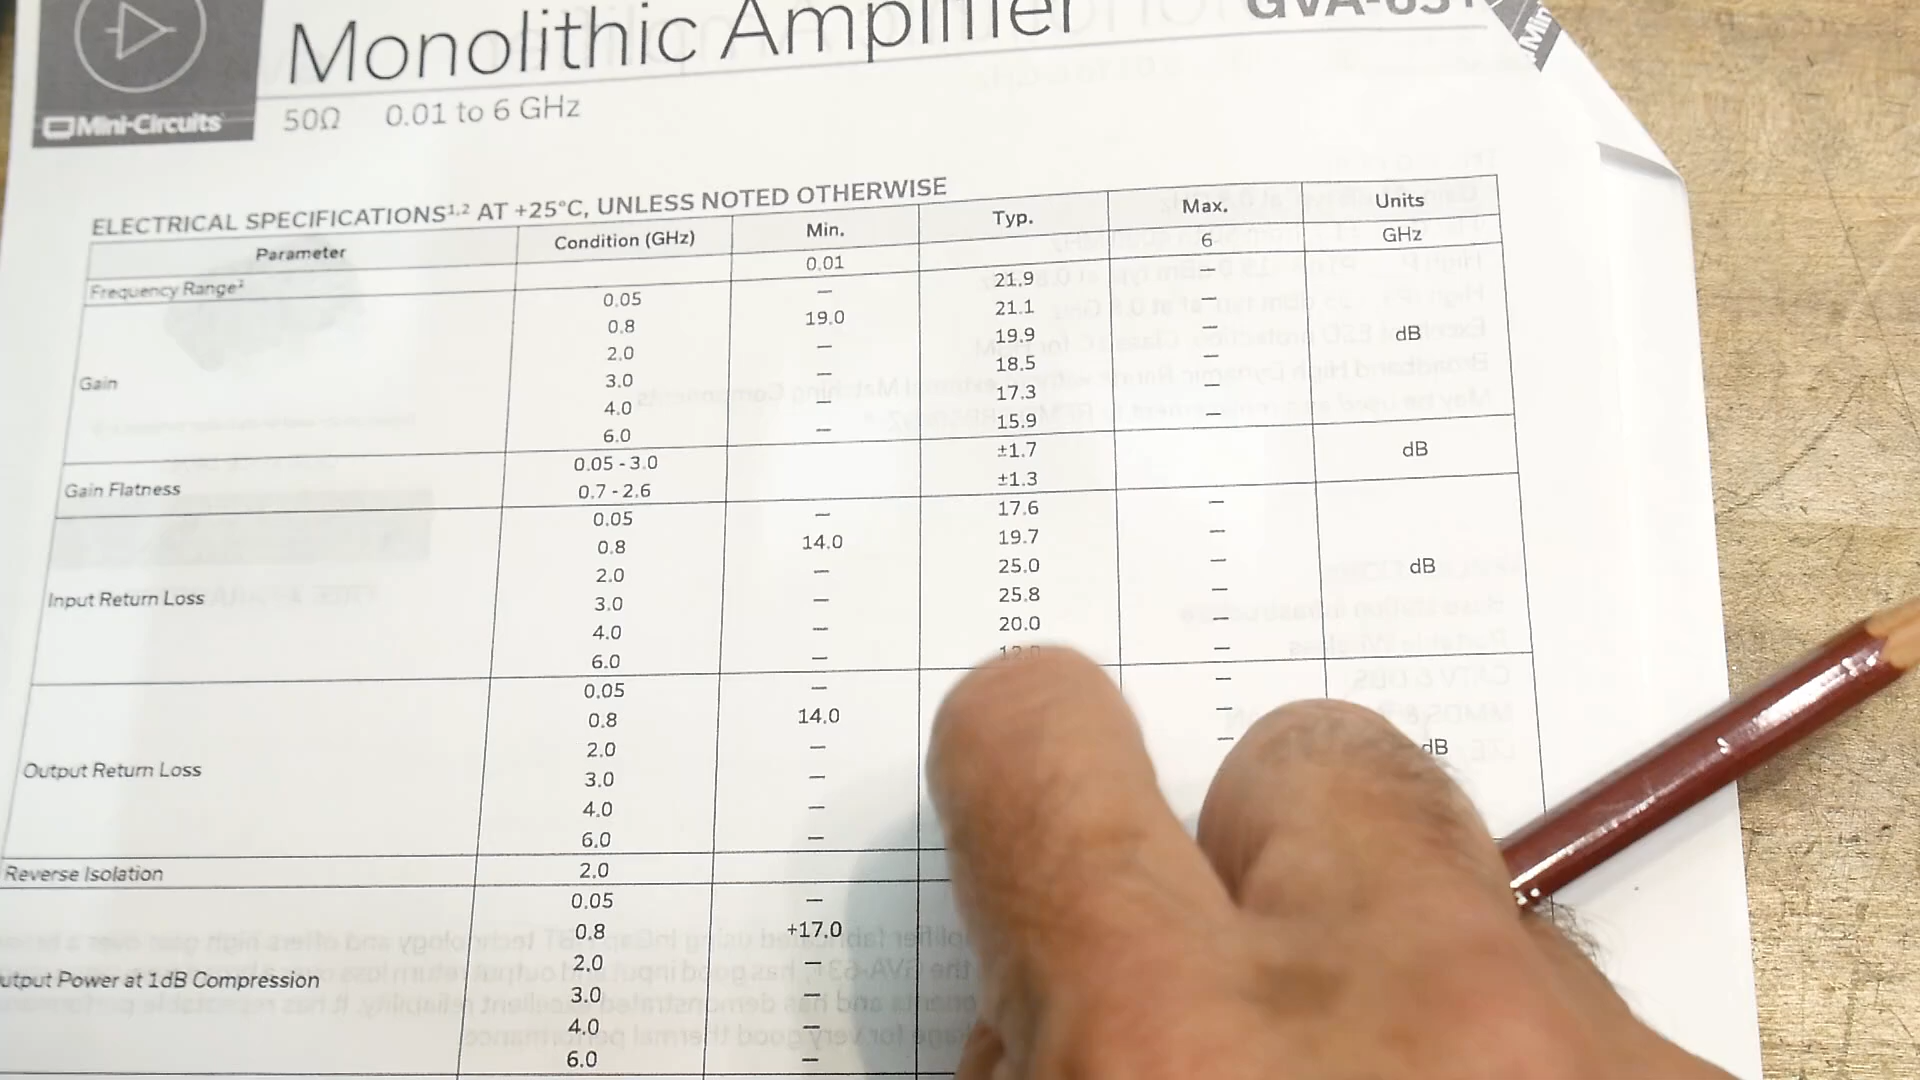 Monolithic Amplifier
GVA-63+
Mini-Circuits
50Ω 0.01 to 6 GHz
ELECTRICAL SPECIFICATIONS1,2 AT +25°C, UNLESS NOTED OTHERWISE
Parameter Condition (GHz) Min. Typ. Max. Units
Frequency Range3 0.01 6 GHz
Gain 0.05 — 21.9 — dB
0.8 19.0 21.1 —
2.0 — 19.9 —
3.0 — 18.5 —
4.0 — 17.3 —
6.0 — 15.9 —
Gain Flatness 0.05 - 3.0 ±1.7 dB
0.7 - 2.6 ±1.3
Input Return Loss 0.05 — 17.6 — dB
0.8 14.0 19.7 —
2.0 — 25.0 —
3.0 — 25.8 —
4.0 — 20.0 —
6.0 — 12.0 —
Output Return Loss 0.05 — — dB
0.8 14.0 —
2.0 — —
3.0 —
4.0 —
6.0 —
Reverse Isolation 2.0
utput Power at 1dB Compression 0.05 —
0.8 +17.0
2.0 —
3.0 —
4.0 —
6.0 —